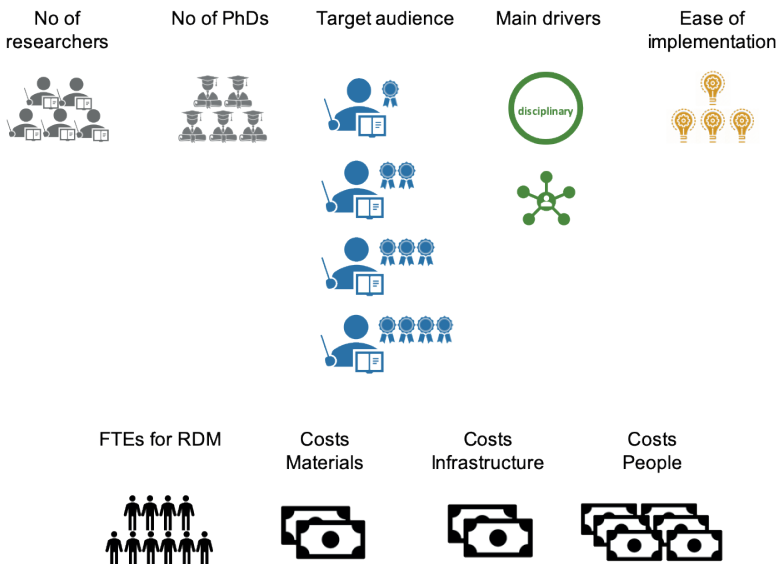 No of
researchers
No of PhDs
Target audience
Main drivers
Ease of
implementation
disciplinary
FTEs for RDM
Costs
Materials
Costs
Infrastructure
Costs
People